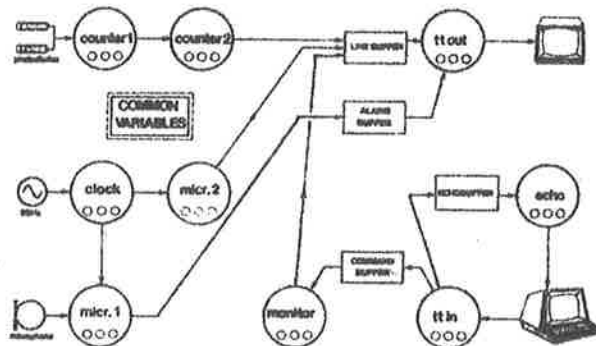 counter1
counter2
LINE BUFFER
tt out
COMMON
VARIABLES
ALARM
BUFFER
clock
micr. 2
50Hz
ECHOBUFFER
echo
COMMAND
BUFFER
micr. 1
monitor
tt in
microphone